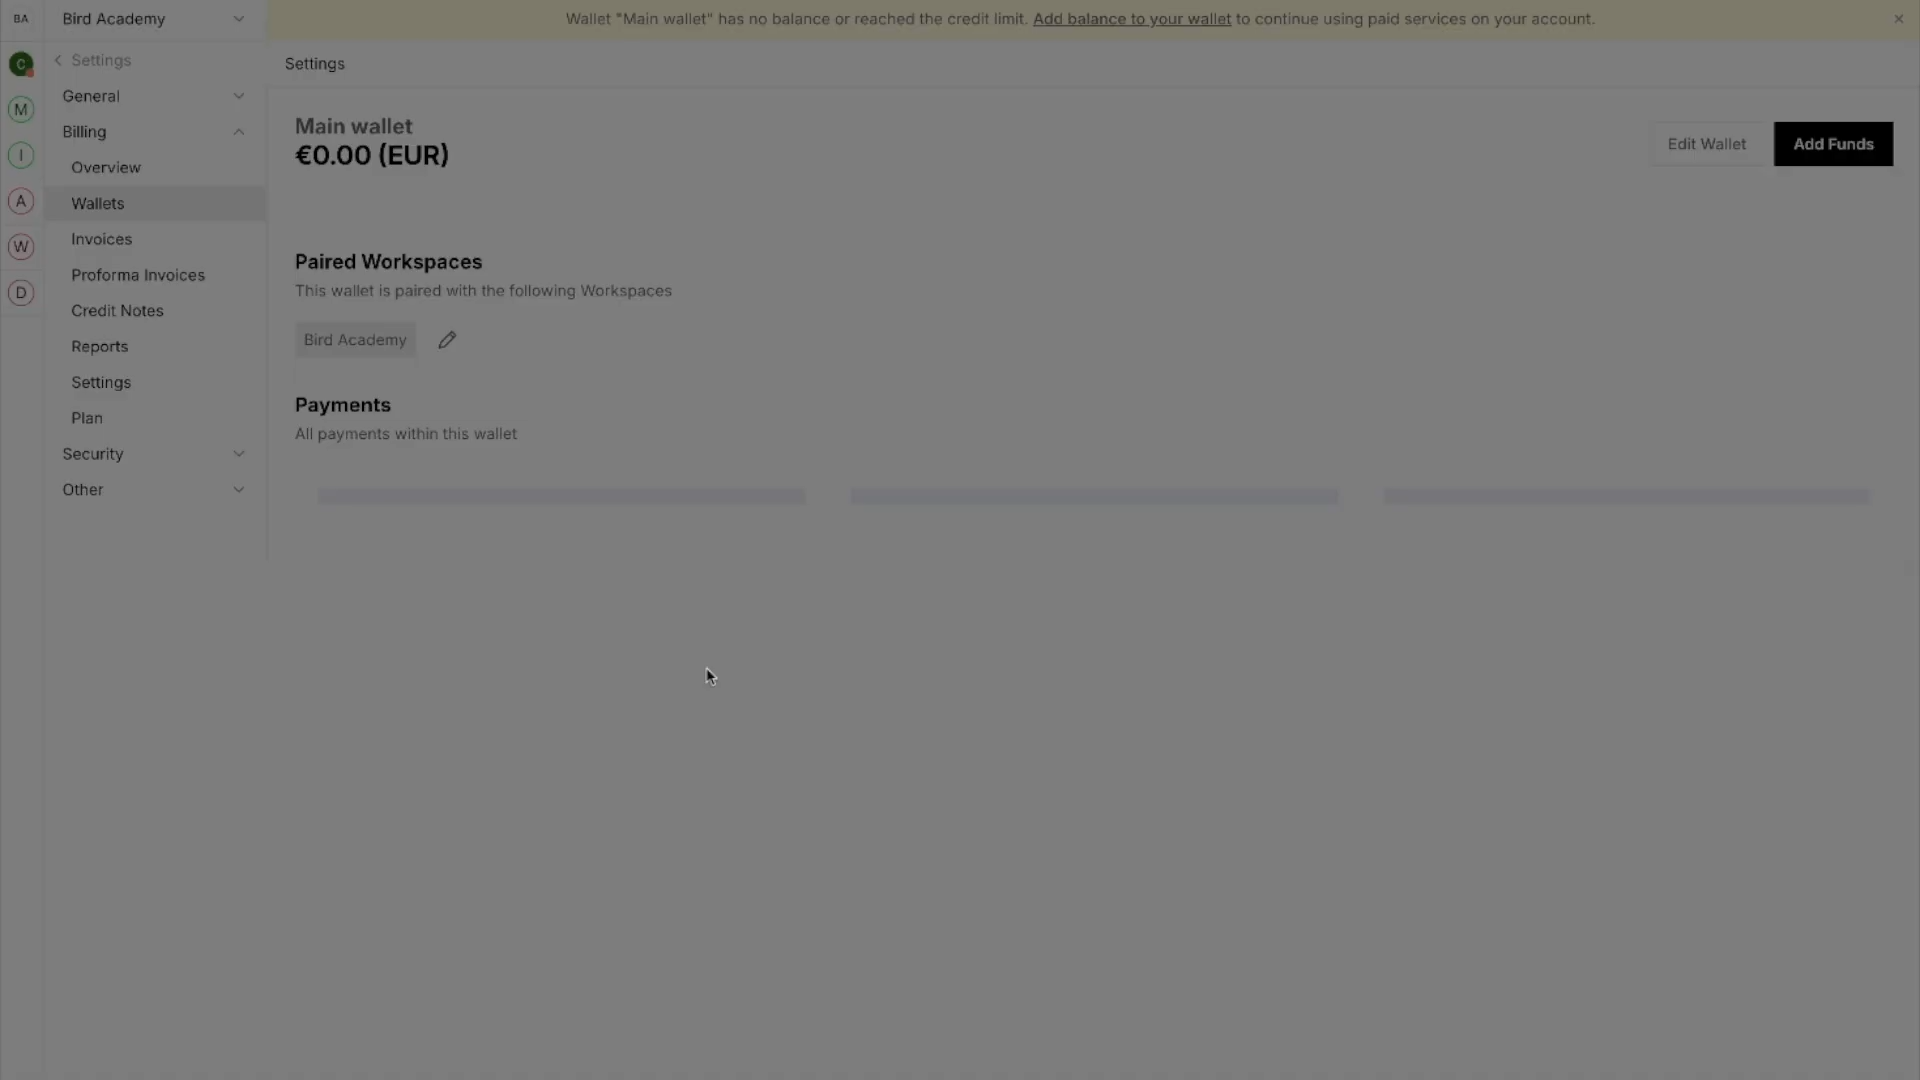 BA
Bird Academy
Wallet "Main wallet" has no balance or reached the credit limit. Add balance to your wallet to continue using paid services on your account.
C
M
I
A
W
D
Settings
General
Billing
Overview
Wallets
Invoices
Proforma Invoices
Credit Notes
Reports
Settings
Plan
Security
Other
Settings
Main wallet
€0.00 (EUR)
Edit Wallet
Add Funds
Paired Workspaces
This wallet is paired with the following Workspaces
Bird Academy
Payments
All payments within this wallet